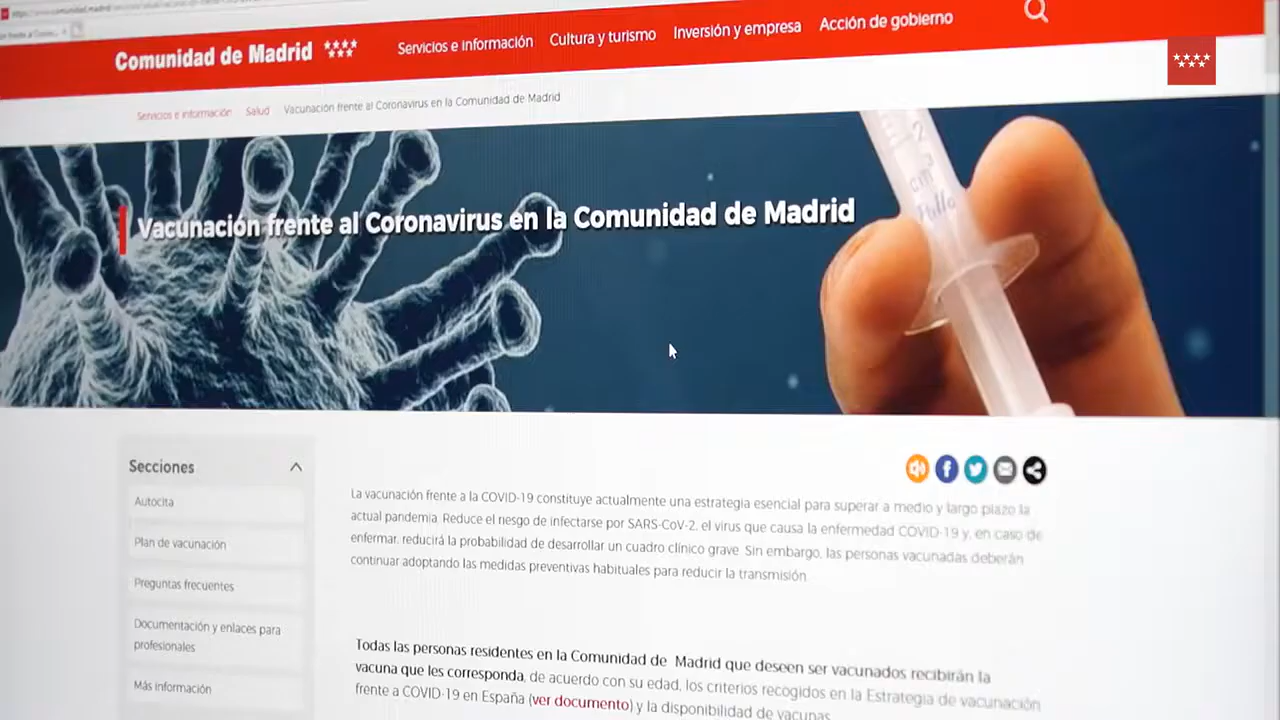 Comunidad de Madrid
Servicios e información Cultura y turismo Inversión y empresa Acción de gobierno
Servicios e información Salud Vacunación frente al Coronavirus en la Comunidad de Madrid
Vacunación frente al Coronavirus en la Comunidad de Madrid
2
3
cm³
Secciones
Autocita
Plan de vacunación
Preguntas frecuentes
Documentación y enlaces para
profesionales
Más información
La vacunación frente a la COVID-19 constituye actualmente una estrategia esencial para superar a medio y largo plazo la
actual pandemia. Reduce el riesgo de infectarse por SARS-CoV-2, el virus que causa la enfermedad COVID-19 y, en caso de
enfermar, reducirá la probabilidad de desarrollar un cuadro clínico grave. Sin embargo, las personas vacunadas deberán
continuar adoptando las medidas preventivas habituales para reducir la transmisión.
Todas las personas residentes en la Comunidad de Madrid que deseen ser vacunados recibirán la
vacuna que les corresponda, de acuerdo con su edad, los criterios recogidos en la Estrategia de vacunación
frente a COVID-19 en España (ver documento) y la disponibilidad de vacunas